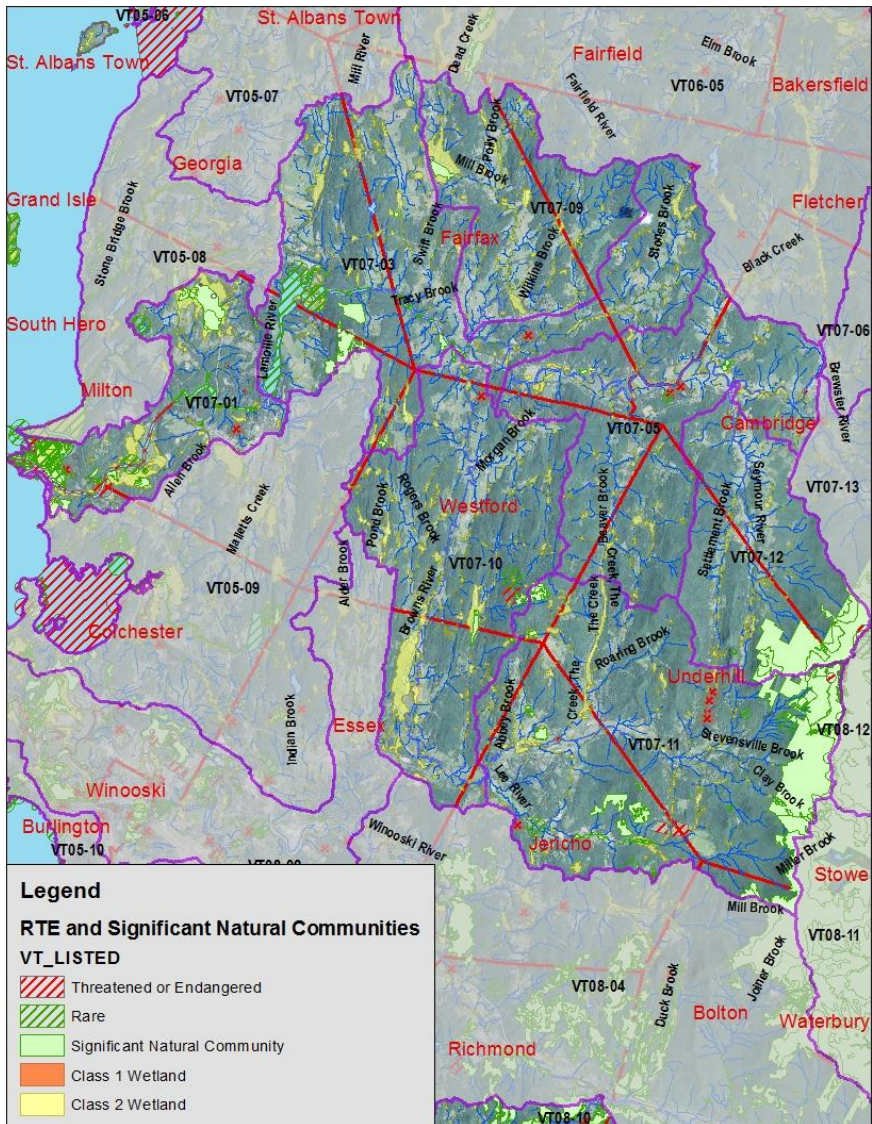 VT05-06
St. Albans Town
St. Albans Town
Mill River
Dead Creek
Fairfield
Elm Brook
VT06-05
Bakersfield
VT05-07
Fairfield River
Polly Brook
Georgia
Mill Brook
Grand Isle
Stone Bridge Brook
VT07-09
Fletcher
Stones Brook
Swift Brook
Fairfax
Black Creek
VT05-08
VT07-03
Wilkins Brook
Tracy Brook
South Hero
Lamoille River
VT07-06
Milton
VT07-01
Brewster River
Cambridge
VT07-05
Morgan Brook
Allen Brook
Malletts Creek
Pond Brook
Rogers Brook
Westford
Beaver Brook
Settlement Brook
Seymour River
VT07-13
VT07-12
VT05-09
Alder Brook
VT07-10
Browns River
Creek, The
The Creek
Colchester
Roaring Brook
Underhill
Creek, The
Abbey Brook
Essex
Indian Brook
VT07-11
Stevensville Brook
VT08-12
Clay Brook
Lee River
Winooski
Burlington
VT05-10
Winooski River
Jericho
Miller Brook
Stowe
Mill Brook
VT08-11
Joiner Brook
VT08-04
Duck Brook
Bolton
Waterbury
Richmond
VT08-10
Legend
RTE and Significant Natural Communities
VT_LISTED
Threatened or Endangered
Rare
Significant Natural Community
Class 1 Wetland
Class 2 Wetland